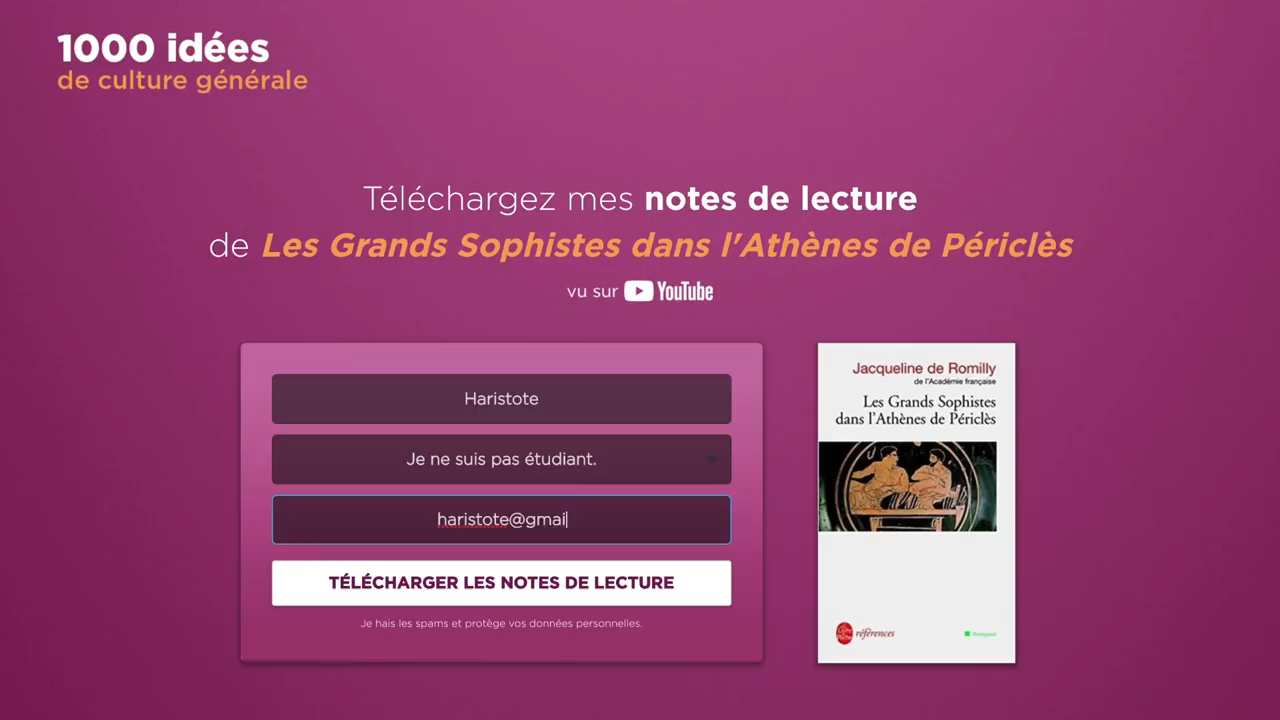 1000 idées
de culture générale
Téléchargez mes notes de lecture
de Les Grands Sophistes dans l'Athènes de Périclès
vu sur YouTube
Haristote
Je ne suis pas étudiant.
haristote@gmai
TÉLÉCHARGER LES NOTES DE LECTURE
Je hais les spams et protège vos données personnelles.
Jacqueline de Romilly
de l'Académie française
Les Grands Sophistes
dans l'Athènes de Périclès
références